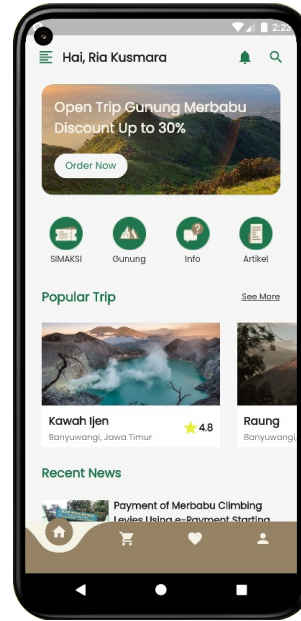 2:23
Hai, Ria Kusmara
Open Trip Gunung Merbabu
Discount Up to 30%
Order Now
SIMAKSI
Gunung
Info
Artikel
Popular Trip
See More
Kawah Ijen
4.8
Banyuwangi, Jawa Timur
Raung
Banyuwangi,
Recent News
Payment of Merbabu Climbing
Levies Using e-Payment Starting